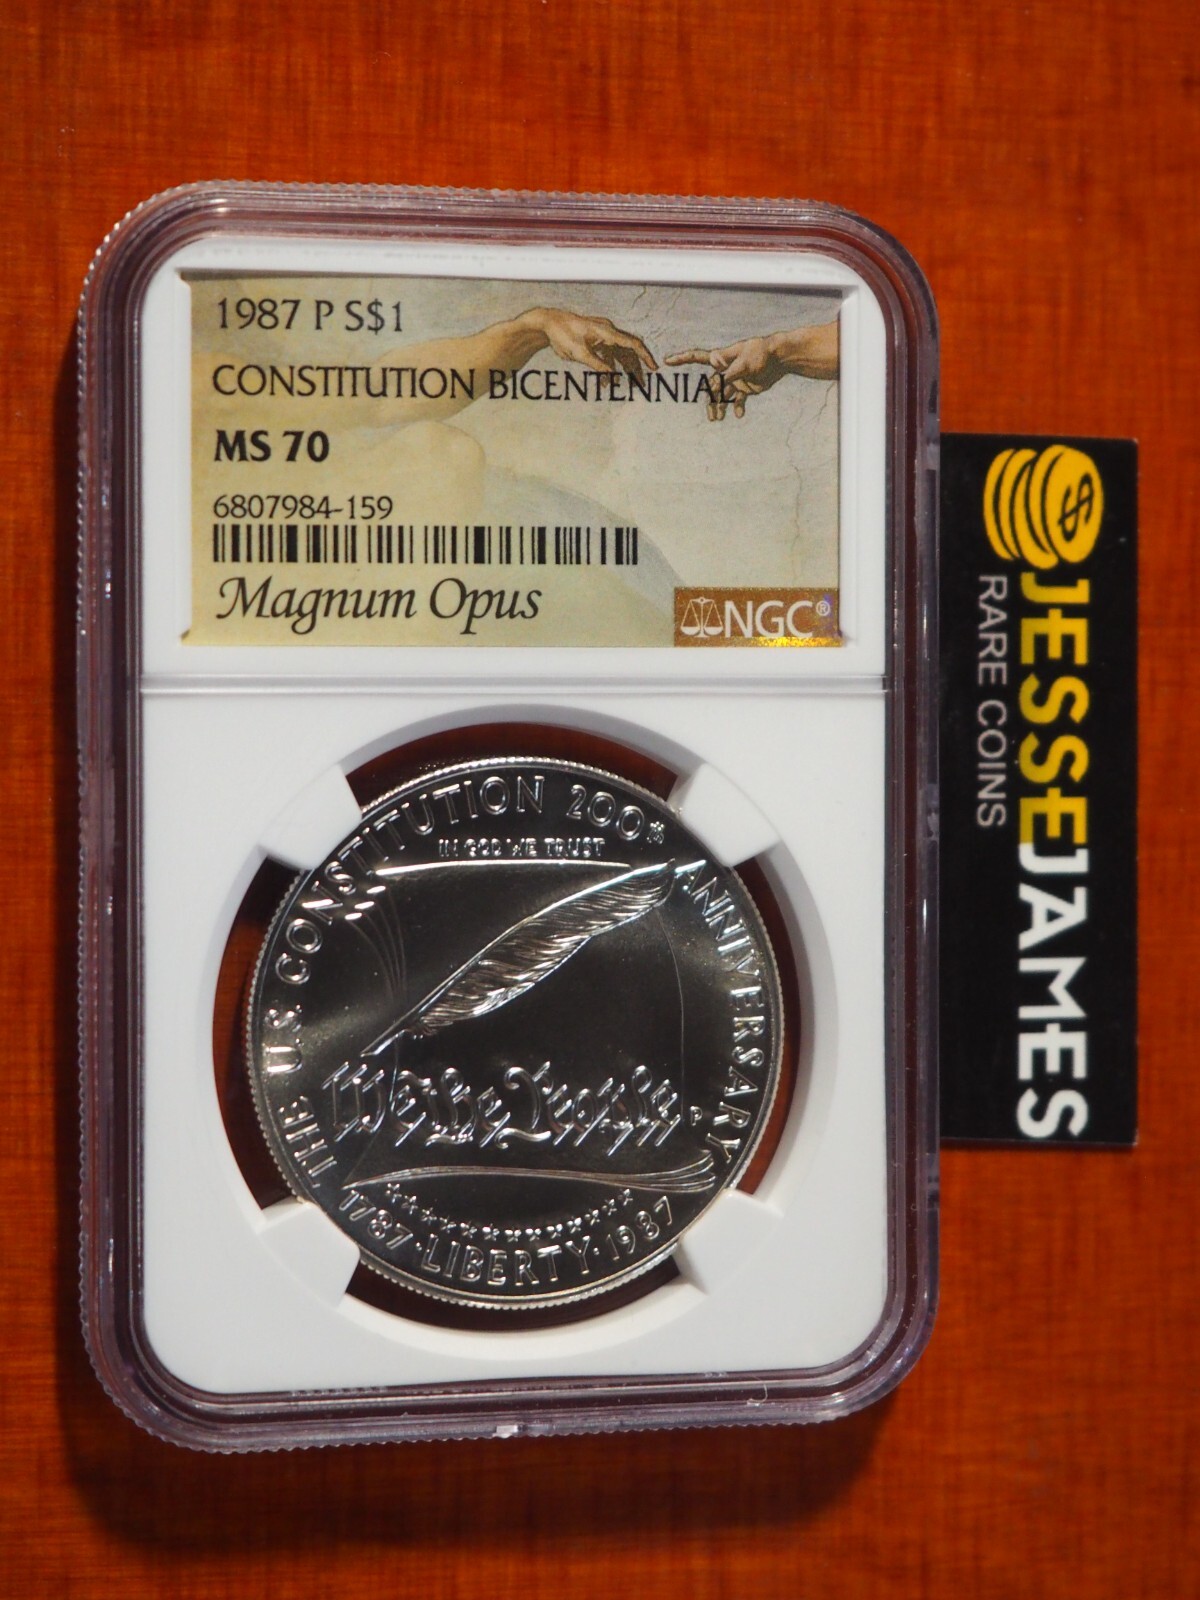 1987 P S$1
CONSTITUTION BICENTENNIAL
MS 70
6807984-159
Magnum Opus
NGC®
THE U.S. CONSTITUTION 200TH ANNIVERSARY
IN GOD WE TRUST
We the People
P
1787 · LIBERTY · 1987
$
JESSEJAMES
RARE COINS